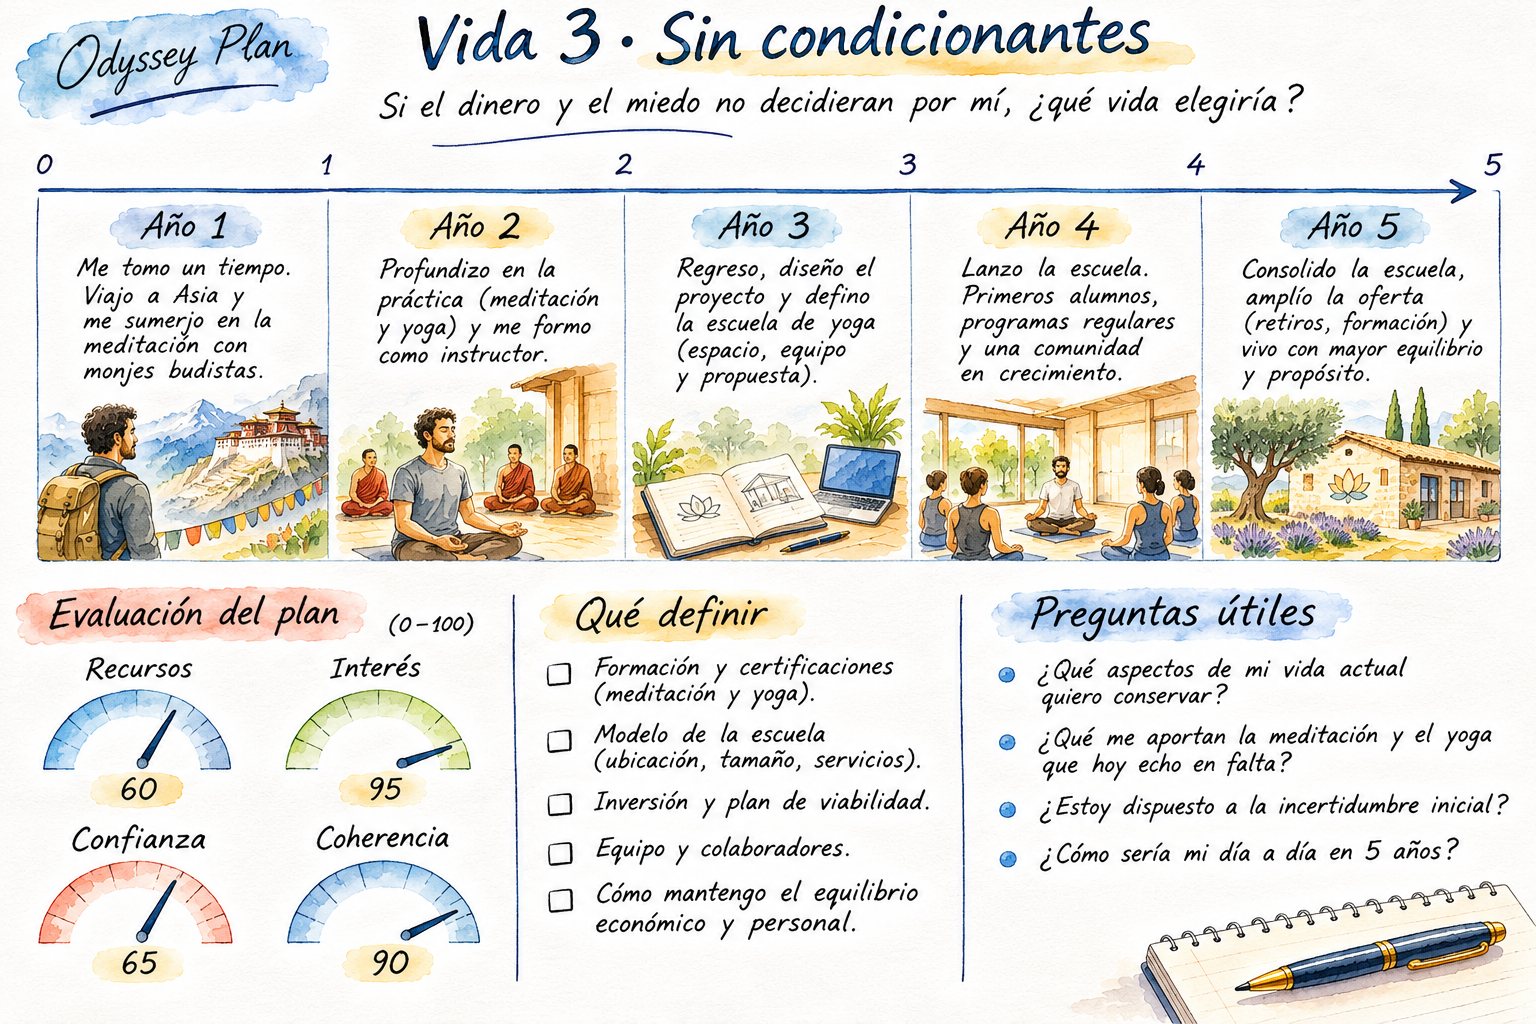 Odyssey Plan
Vida 3 · Sin condicionantes
Si el dinero y el miedo no decidieran por mí, ¿qué vida elegiría?
0 1 2 3 4 5
Año 1
Me tomo un tiempo.
Viajo a Asia y
me sumerjo en la
meditación con
monjes budistas.
Año 2
Profundizo en la
práctica (meditación
y yoga) y me formo
como instructor.
Año 3
Regreso, diseño el
proyecto y defino
la escuela de yoga
(espacio, equipo
y propuesta).
Año 4
Lanzo la escuela.
Primeros alumnos,
programas regulares
y una comunidad
en crecimiento.
Año 5
Consolido la escuela,
amplío la oferta
(retiros, formación) y
vivo con mayor equilibrio
y propósito.
Evaluación del plan (0-100)
Recursos
60
Interés
95
Confianza
65
Coherencia
90
Qué definir
Formación y certificaciones
(meditación y yoga).
Modelo de la escuela
(ubicación, tamaño, servicios).
Inversión y plan de viabilidad.
Equipo y colaboradores.
Cómo mantengo el equilibrio
económico y personal.
Preguntas útiles
¿Qué aspectos de mi vida actual
quiero conservar?
¿Qué me aportan la meditación y el yoga
que hoy echo en falta?
¿Estoy dispuesto a la incertidumbre inicial?
¿Cómo sería mi día a día en 5 años?